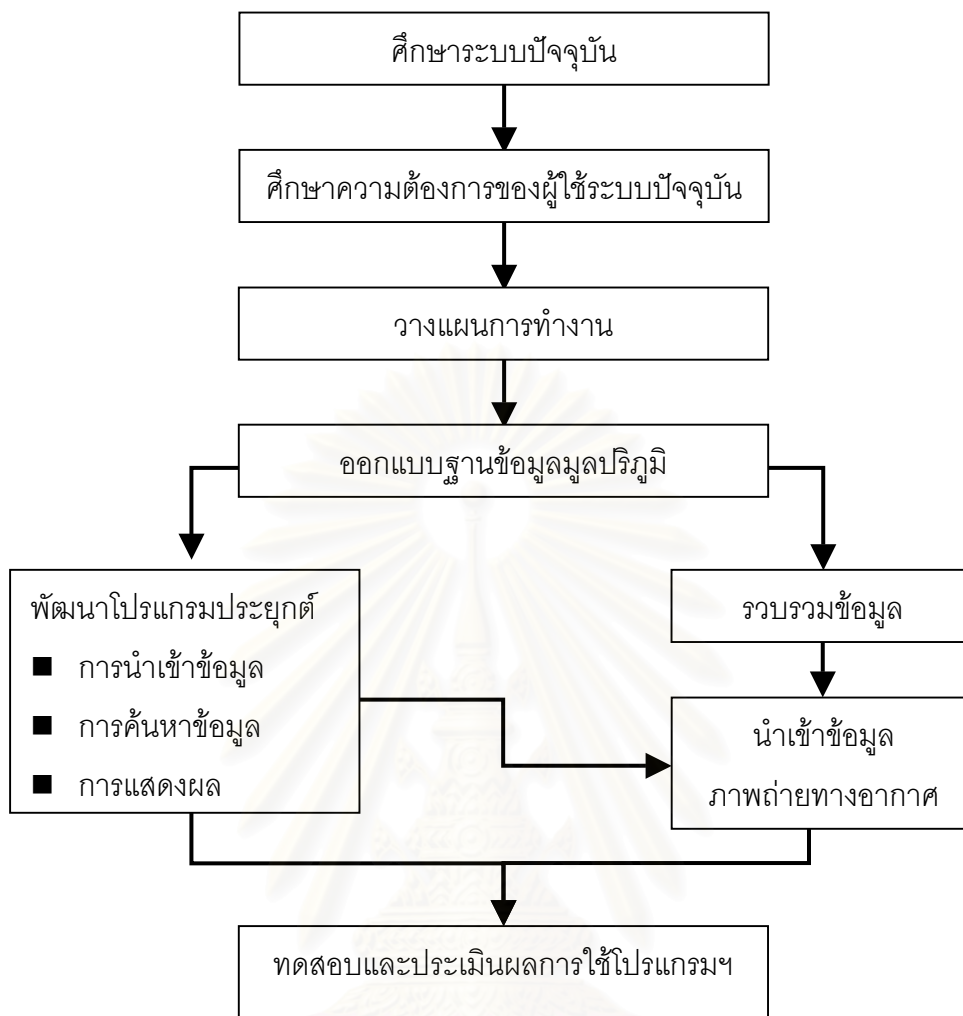 ศึกษาระบบปัจจุบัน
ศึกษาความต้องการของผู้ใช้ระบบปัจจุบัน
วางแผนการทำงาน
ออกแบบฐานข้อมูลมูลปริภูมิ
พัฒนาโปรแกรมประยุกต์
■ การนำเข้าข้อมูล
■ การค้นหาข้อมูล
■ การแสดงผล
รวบรวมข้อมูล
นำเข้าข้อมูล
ภาพถ่ายทางอากาศ
ทดสอบและประเมินผลการใช้โปรแกรมฯ